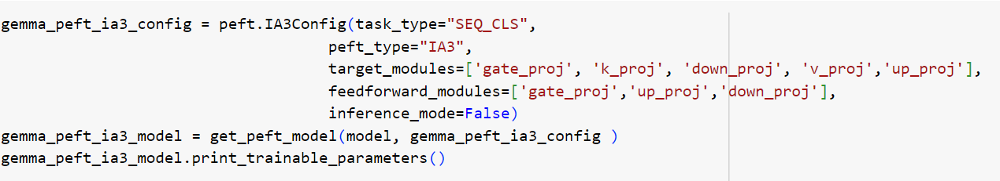 gemma_peft_ia3_config = peft.IA3Config(task_type="SEQ_CLS",
peft_type="IA3",
target_modules=['gate_proj', 'k_proj', 'down_proj', 'v_proj','up_proj'],
feedforward_modules=['gate_proj','up_proj','down_proj'],
inference_mode=False)
gemma_peft_ia3_model = get_peft_model(model, gemma_peft_ia3_config )
gemma_peft_ia3_model.print_trainable_parameters()